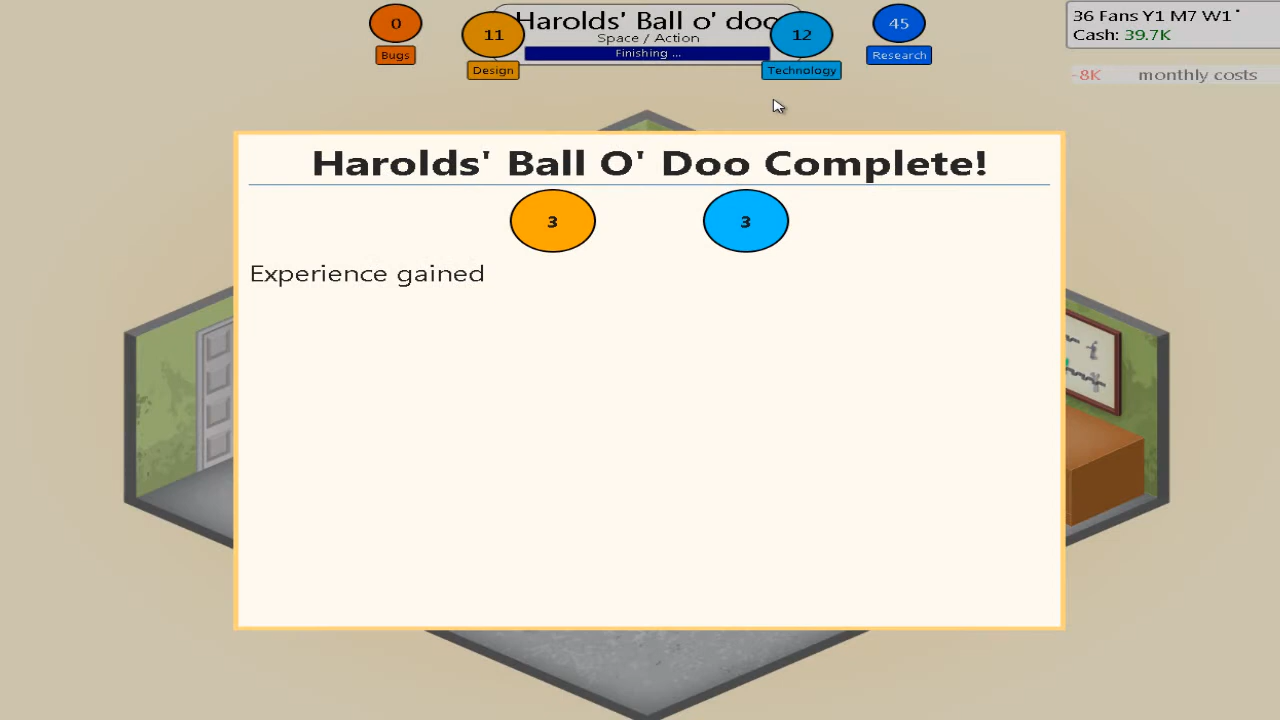 0
Bugs
11
Design
Harolds' Ball o' doo
Space / Action
Finishing ...
12
Technology
45
Research
36 Fans Y1 M7 W1
Cash: 39.7K
-8K monthly costs
Harolds' Ball O' Doo Complete!
3
3
Experience gained